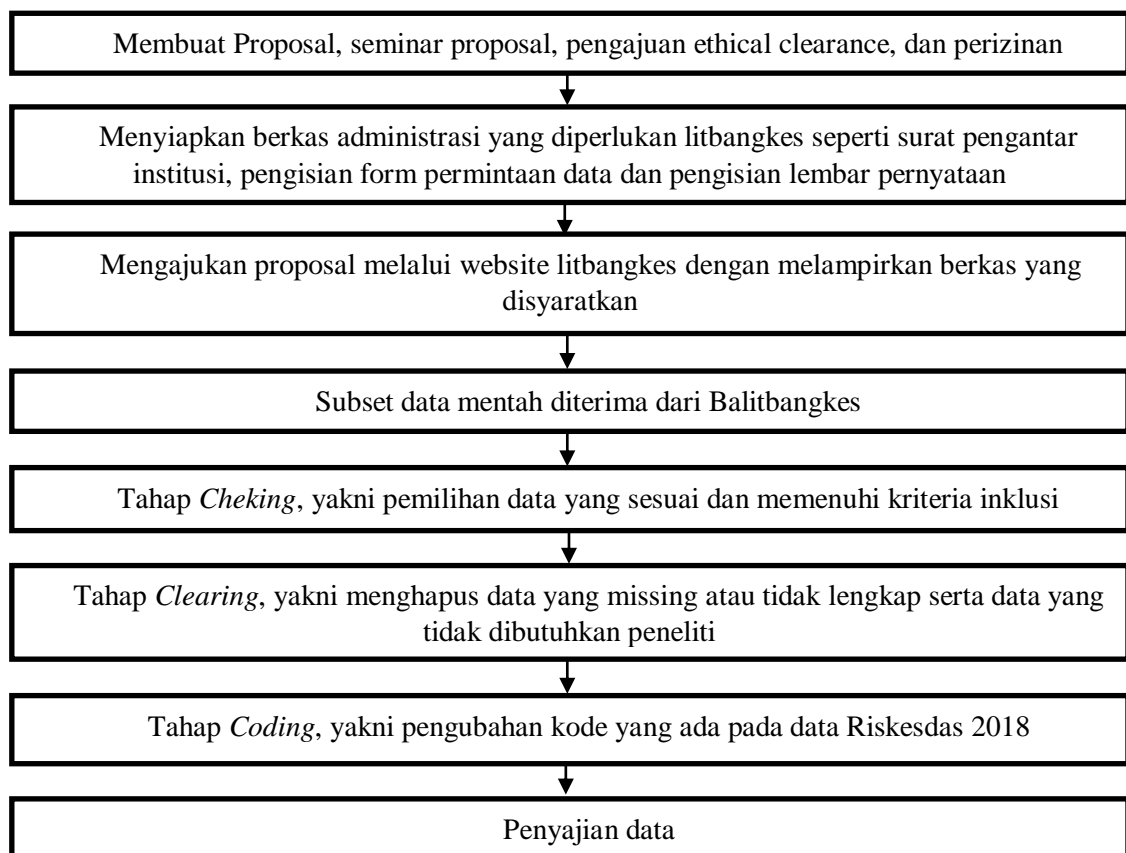 Membuat Proposal, seminar proposal, pengajuan ethical clearance, dan perizinan
Menyiapkan berkas administrasi yang diperlukan litbangkes seperti surat pengantar
institusi, pengisian form permintaan data dan pengisian lembar pernyataan
Mengajukan proposal melalui website litbangkes dengan melampirkan berkas yang
disyaratkan
Subset data mentah diterima dari Balitbangkes
Tahap Cheking, yakni pemilihan data yang sesuai dan memenuhi kriteria inklusi
Tahap Clearing, yakni menghapus data yang missing atau tidak lengkap serta data yang
tidak dibutuhkan peneliti
Tahap Coding, yakni pengubahan kode yang ada pada data Riskesdas 2018
Penyajian data